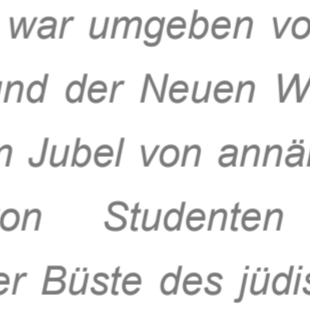 war umgeben vo
und der Neuen W
m Jubel von annä
on Studenten
er Büste des jüdis